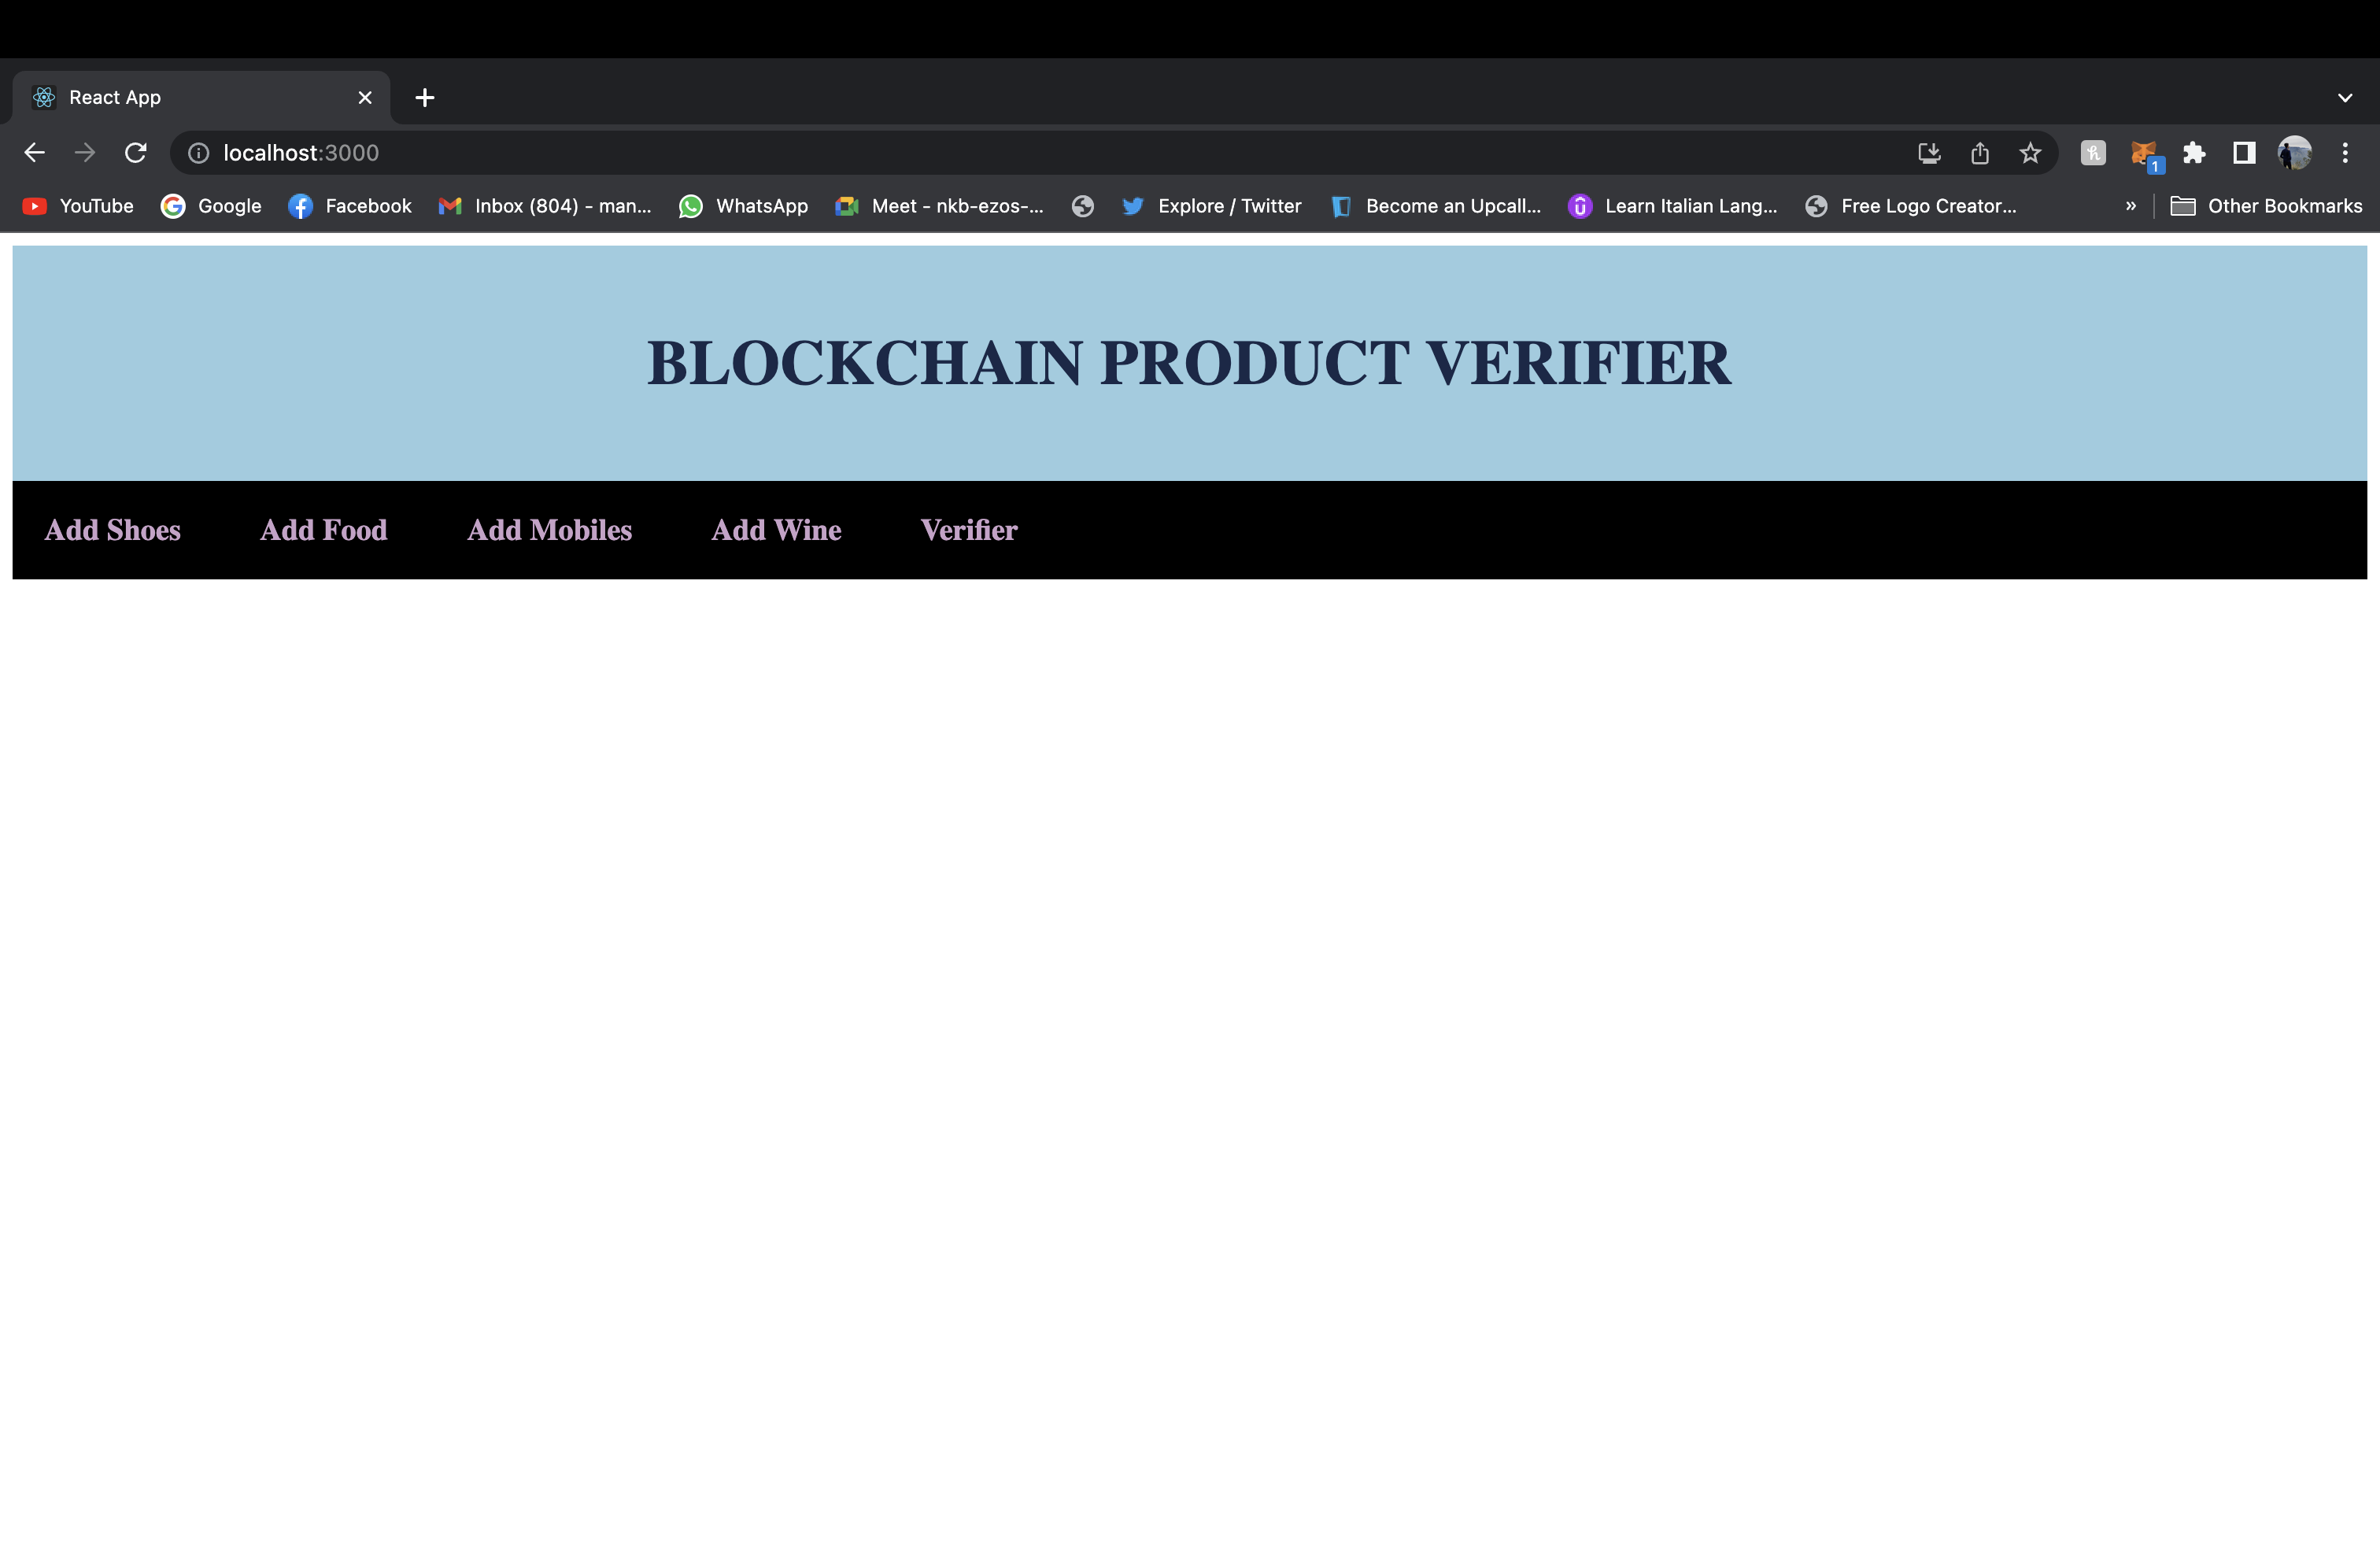 React App
localhost:3000
1
YouTube Google Facebook Inbox (804) - man... WhatsApp Meet - nkb-ezos-... Explore / Twitter Become an Upcall... Learn Italian Lang... Free Logo Creator... » Other Bookmarks
BLOCKCHAIN PRODUCT VERIFIER
Add Shoes Add Food Add Mobiles Add Wine Verifier